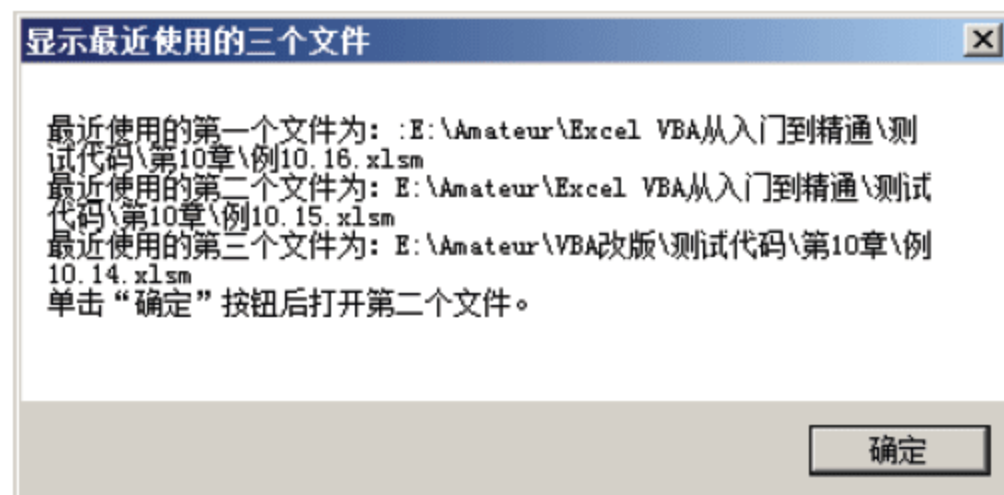 显示最近使用的三个文件
最近使用的第一个文件为：:E:\Amateur\Excel VBA从入门到精通\测
试代码\第10章\例10.16.xlsm
最近使用的第二个文件为：E:\Amateur\Excel VBA从入门到精通\测试
代码\第10章\例10.15.xlsm
最近使用的第三个文件为：E:\Amateur\VBA改版\测试代码\第10章\例
10.14.xlsm
单击“确定”按钮后打开第二个文件。
确定